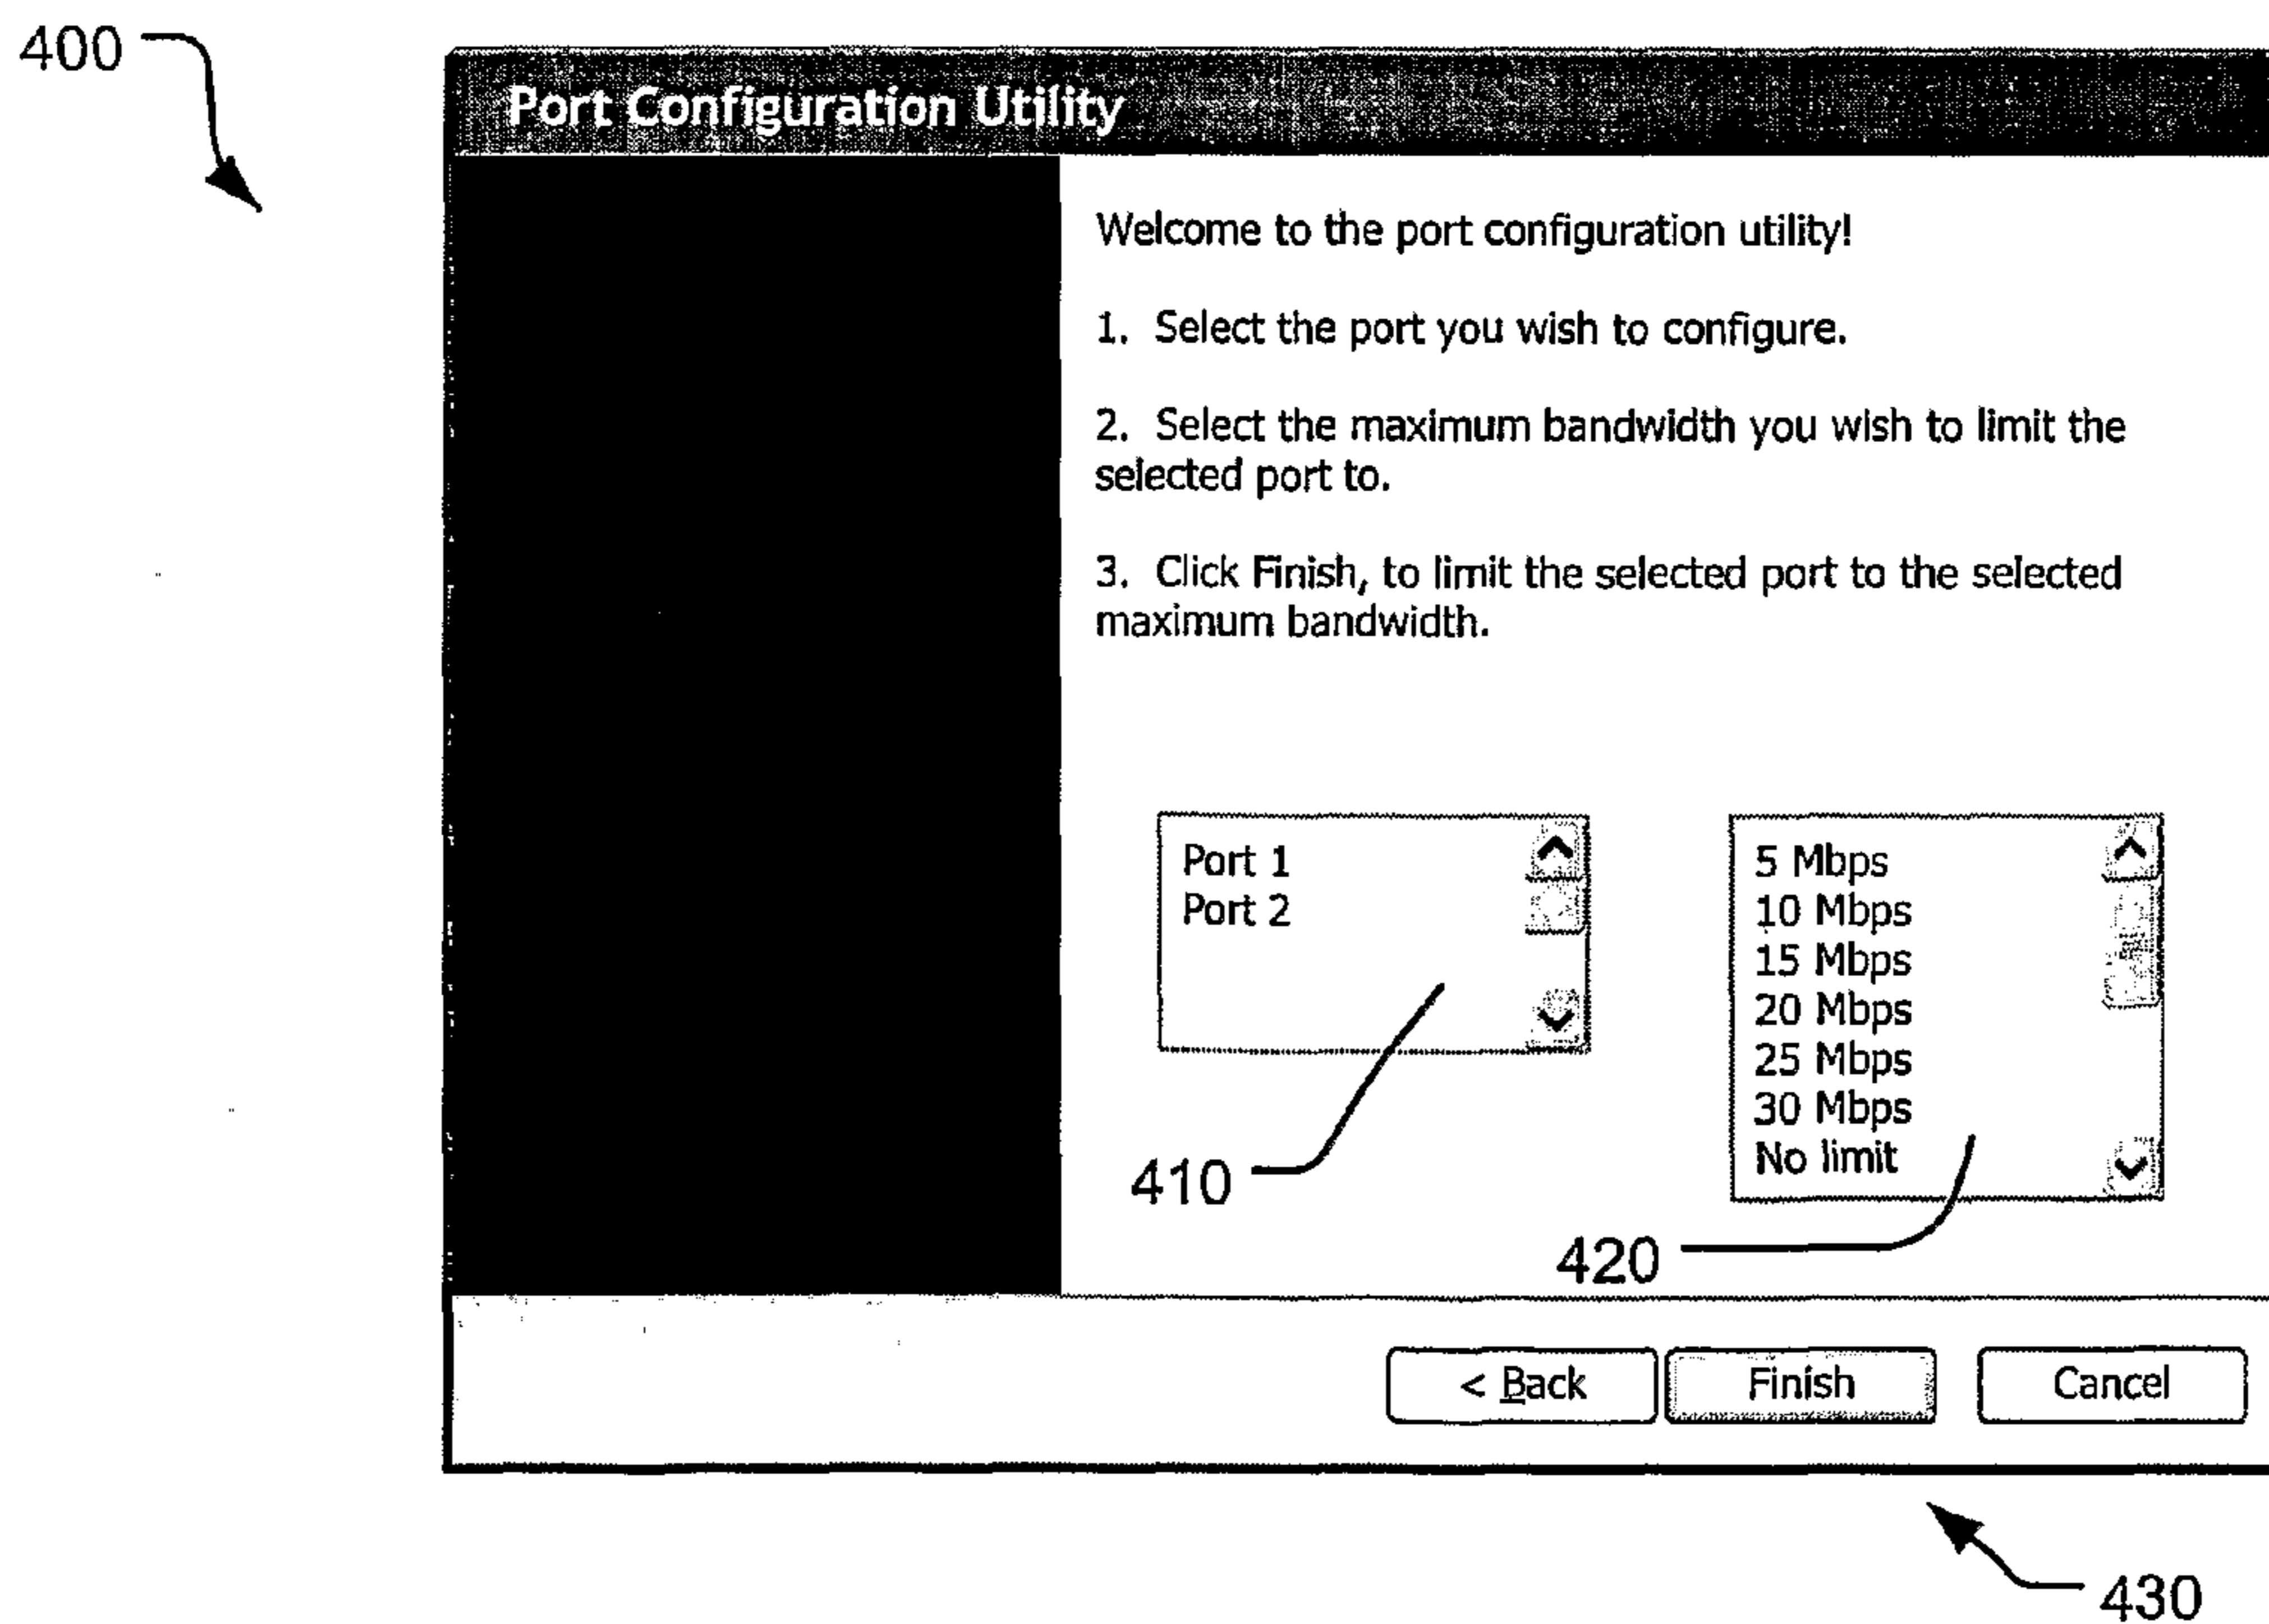 400
Port Configuration Utility
Welcome to the port configuration utility!
1. Select the port you wish to configure.
2. Select the maximum bandwidth you wish to limit the
selected port to.
3. Click Finish, to limit the selected port to the selected
maximum bandwidth.
Port 1
Port 2
410
5 Mbps
10 Mbps
15 Mbps
20 Mbps
25 Mbps
30 Mbps
No limit
420
< Back
Finish
Cancel
430